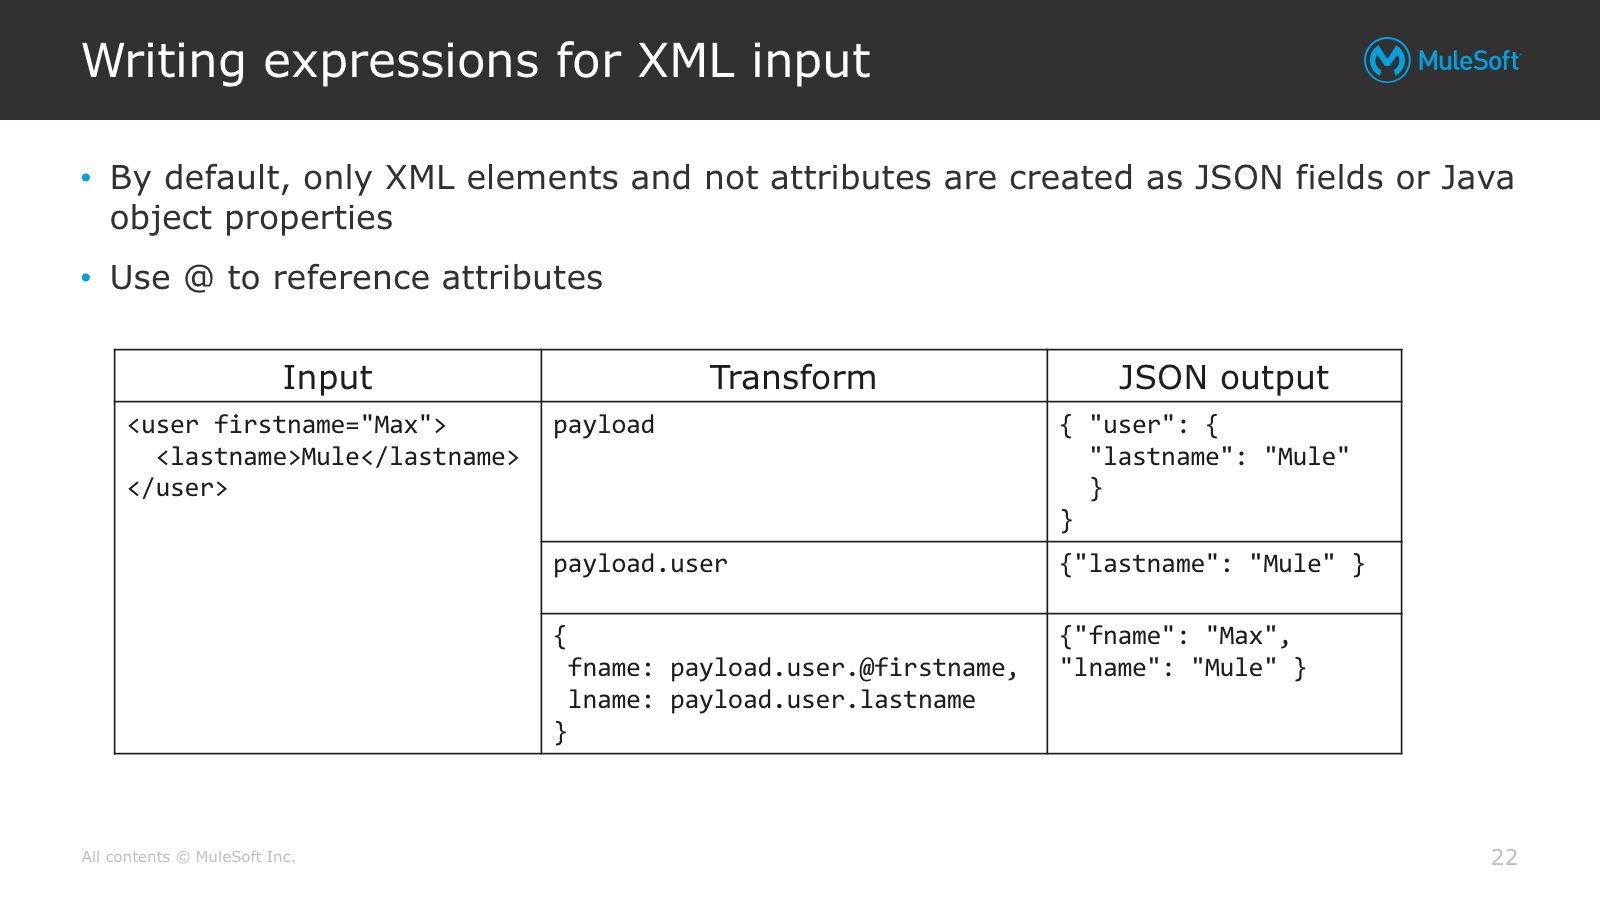 Writing expressions for XML input
MuleSoft
• By default, only XML elements and not attributes are created as JSON fields or Java
object properties
• Use @ to reference attributes
Input
Transform
JSON output
<user firstname="Max">
  <lastname>Mule</lastname>
</user>
payload
{ "user": {
  "lastname": "Mule"
  }
}
payload.user
{"lastname": "Mule" }
{
 fname: payload.user.@firstname,
 lname: payload.user.lastname
}
{"fname": "Max",
"lname": "Mule" }
All contents © MuleSoft Inc.
22